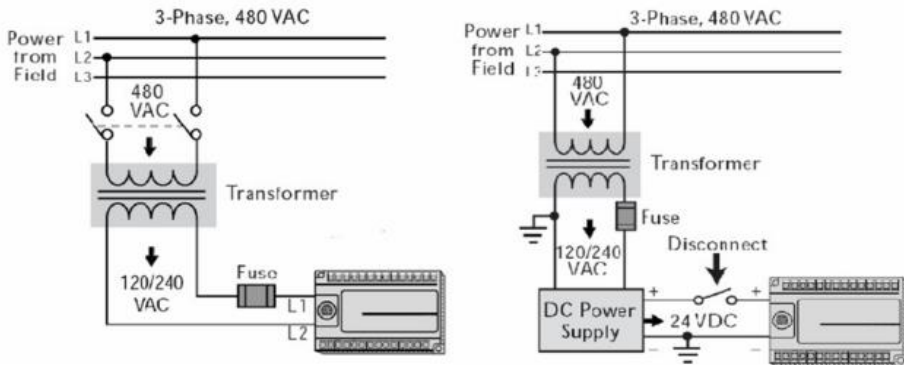 3-Phase, 480 VAC
Power L1
from L2
Field L3
480
VAC
Transformer
120/240
VAC
Fuse
L1
L2
3-Phase, 480 VAC
Power L1
from L2
Field L3
480
VAC
Transformer
Fuse
120/240
VAC
Disconnect
DC Power
Supply
+
+
24 VDC
–
–